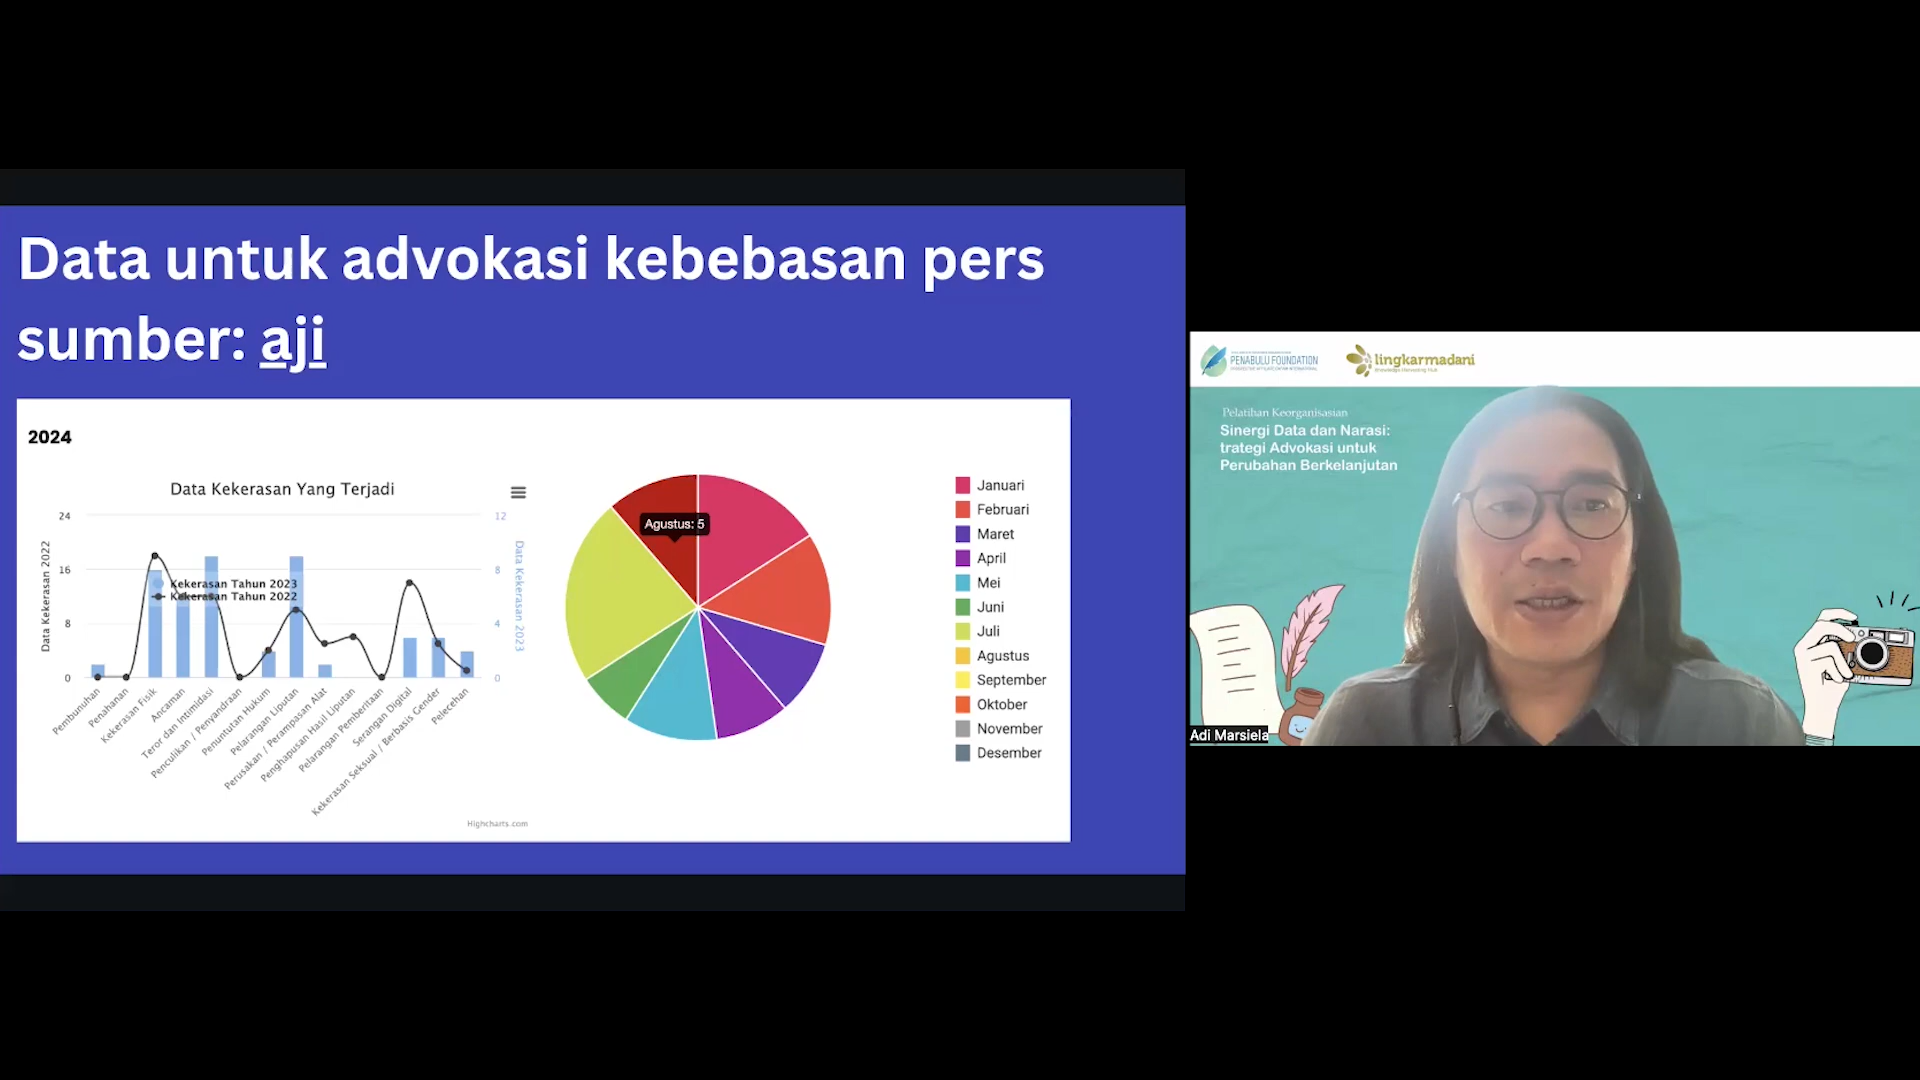 Data untuk advokasi kebebasan pers
sumber: aji
2024
Data Kekerasan Yang Terjadi
24
16
8
0
Data Kekerasan 2022
12
8
4
0
Data Kekerasan 2023
Kekerasan Tahun 2023
Kekerasan Tahun 2022
Pembunuhan
Penahanan
Kekerasan Fisik
Ancaman
Teror dan Intimidasi
Penculikan / Penyandraan
Penuntutan Hukum
Pelarangan Liputan
Perusakan / Perampasan Alat
Penghapusan Hasil Liputan
Pelarangan Pemberitaan
Serangan Digital
Kekerasan Seksual / Berbasis Gender
Pelecehan
Highcharts.com
Agustus: 5
Januari
Februari
Maret
April
Mei
Juni
Juli
Agustus
September
Oktober
November
Desember
PENABULU FOUNDATION
lingkarmadani
Pelatihan Keorganisasian
Sinergi Data dan Narasi:
trategi Advokasi untuk
Perubahan Berkelanjutan
Adi Marsiela